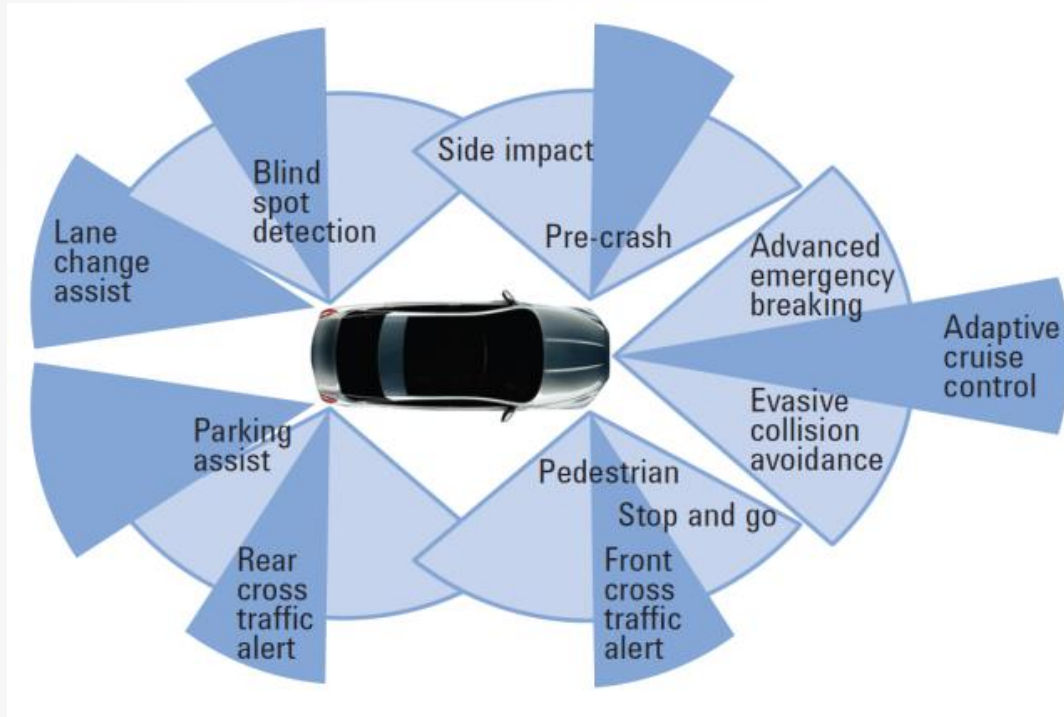 Side impact
Blind
spot
detection
Lane
change
assist
Pre-crash
Advanced
emergency
breaking
Adaptive
cruise
control
Evasive
collision
avoidance
Parking
assist
Pedestrian
Stop and go
Rear
cross
traffic
alert
Front
cross
traffic
alert